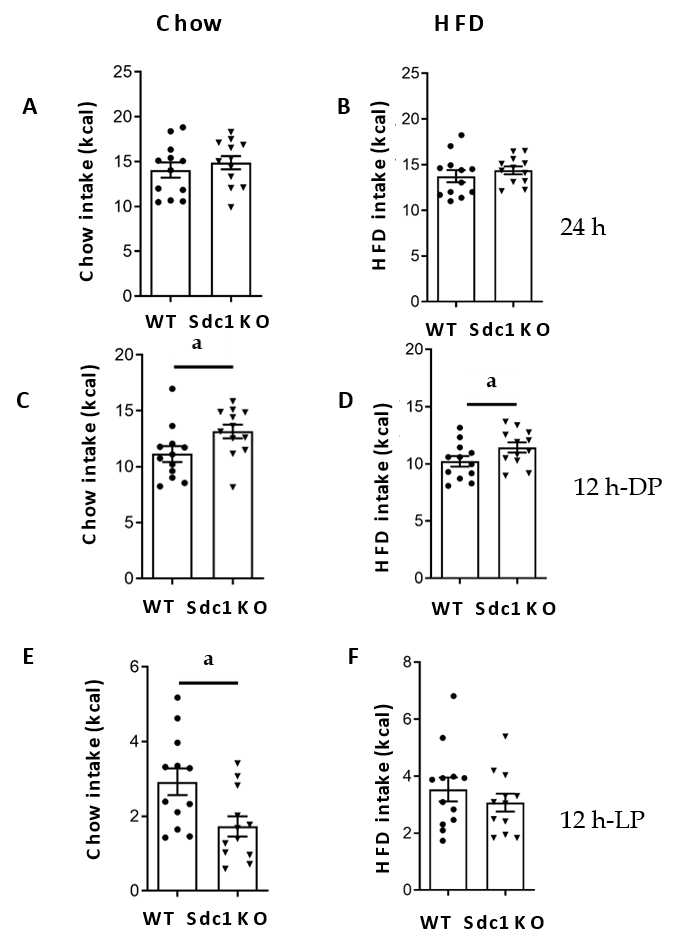 Chow HFD
A
Chow intake (kcal)
25
20
15
10
5
0
WT Sdc1 KO
B
HFD intake (kcal)
25
20
15
10
5
0
WT Sdc1 KO
24 h
C
Chow intake (kcal)
20
15
10
5
0
a
WT Sdc1 KO
D
HFD intake (kcal)
20
15
10
5
0
a
WT Sdc1 KO
12 h-DP
E
Chow intake (kcal)
6
4
2
0
a
WT Sdc1 KO
F
HFD intake (kcal)
8
6
4
2
0
WT Sdc1 KO
12 h-LP